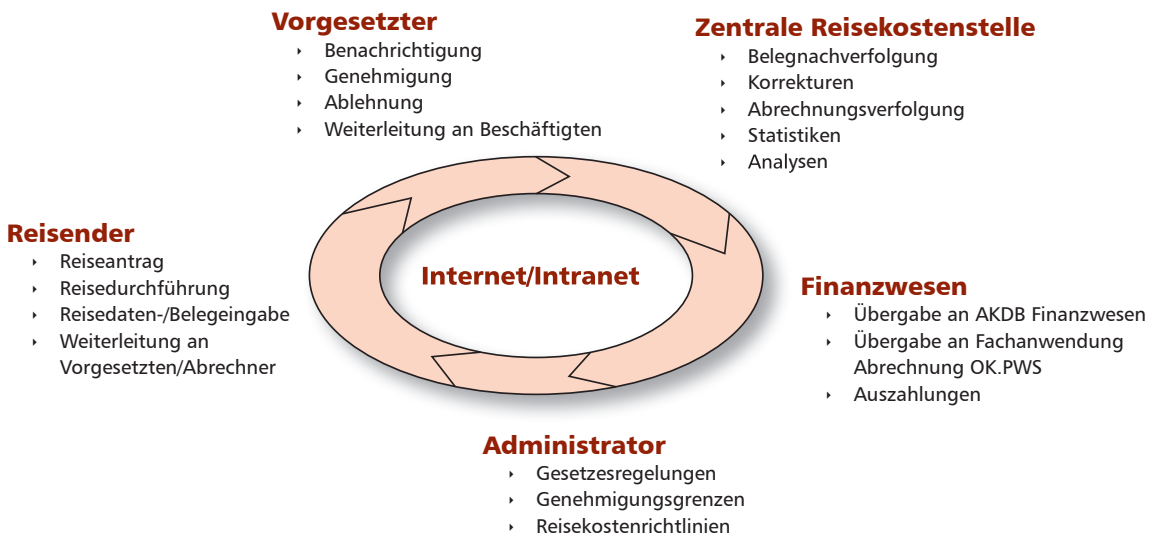 Vorgesetzter
‣ Benachrichtigung
‣ Genehmigung
‣ Ablehnung
‣ Weiterleitung an Beschäftigten
Zentrale Reisekostenstelle
‣ Belegnachverfolgung
‣ Korrekturen
‣ Abrechnungsverfolgung
‣ Statistiken
‣ Analysen
Reisender
‣ Reiseantrag
‣ Reisedurchführung
‣ Reisedaten-/Belegeingabe
‣ Weiterleitung an
Vorgesetzten/Abrechner
Internet/Intranet
Finanzwesen
‣ Übergabe an AKDB Finanzwesen
‣ Übergabe an Fachanwendung
Abrechnung OK.PWS
‣ Auszahlungen
Administrator
‣ Gesetzesregelungen
‣ Genehmigungsgrenzen
‣ Reisekostenrichtlinien